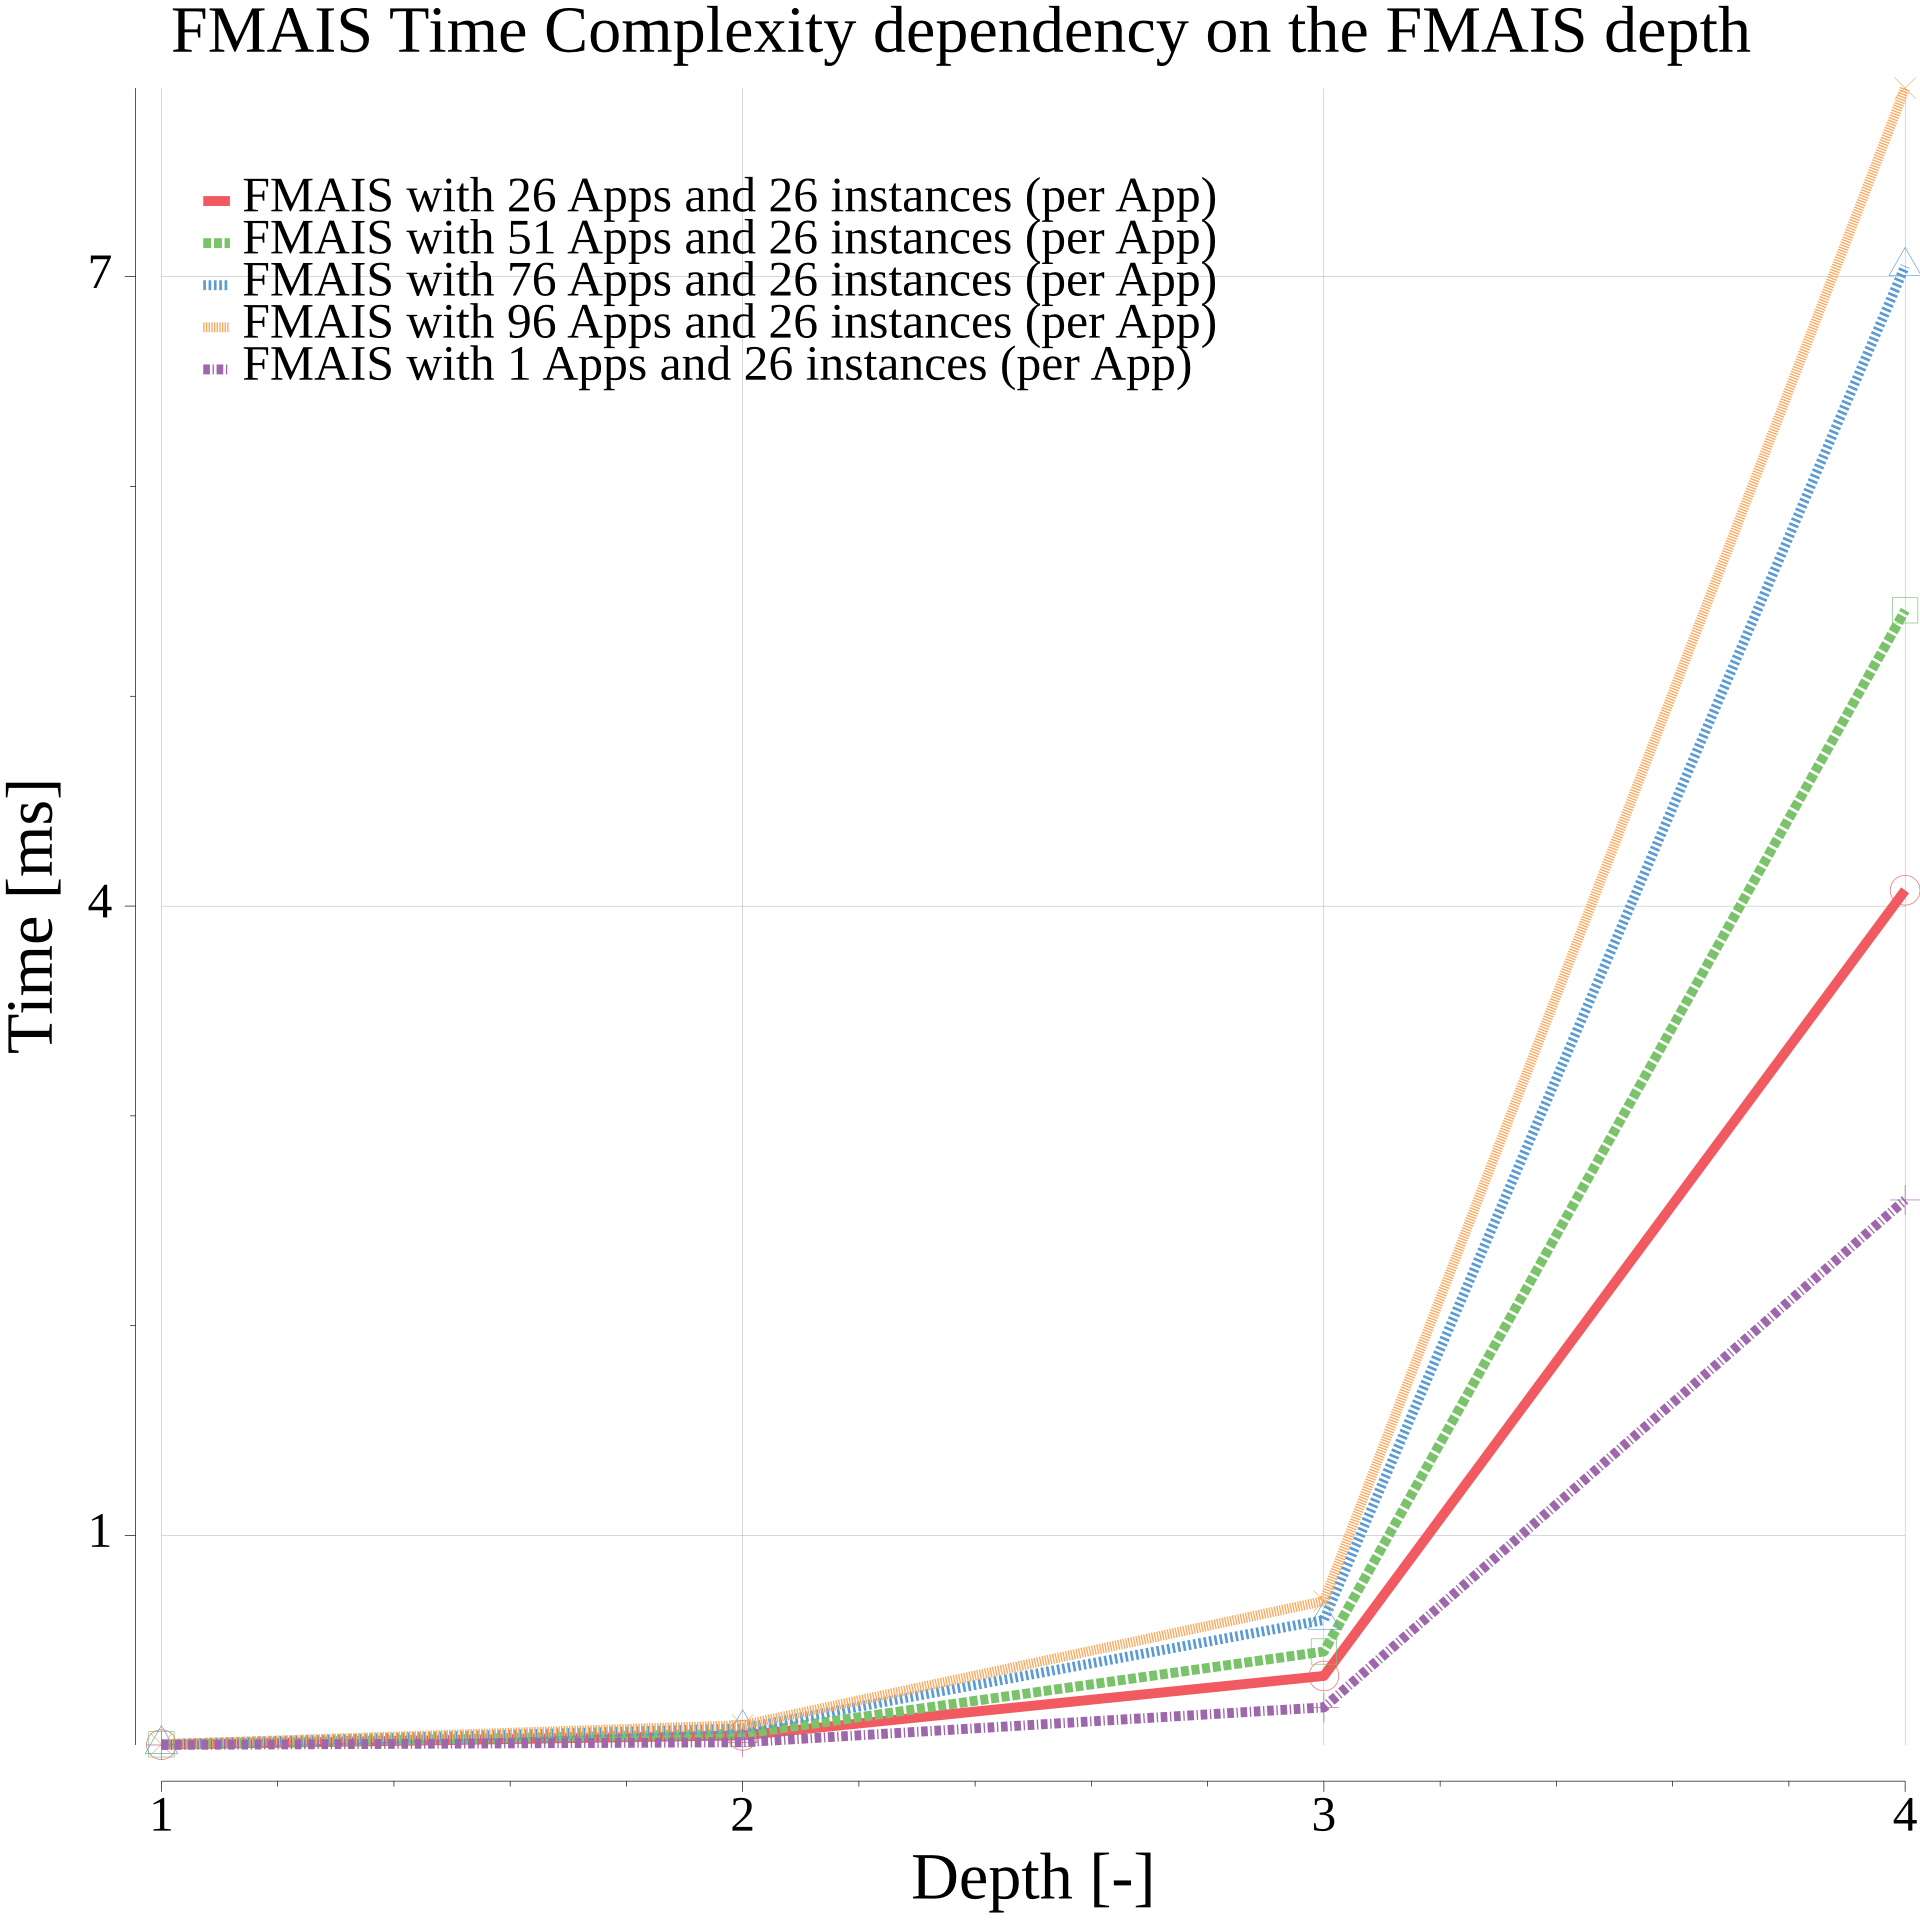 FMAIS Time Complexity dependency on the FMAIS depth
FMAIS with 26 Apps and 26 instances (per App)
FMAIS with 51 Apps and 26 instances (per App)
FMAIS with 76 Apps and 26 instances (per App)
FMAIS with 96 Apps and 26 instances (per App)
FMAIS with 1 Apps and 26 instances (per App)
7
4
1
Time [ms]
1 2 3 4
Depth [-]